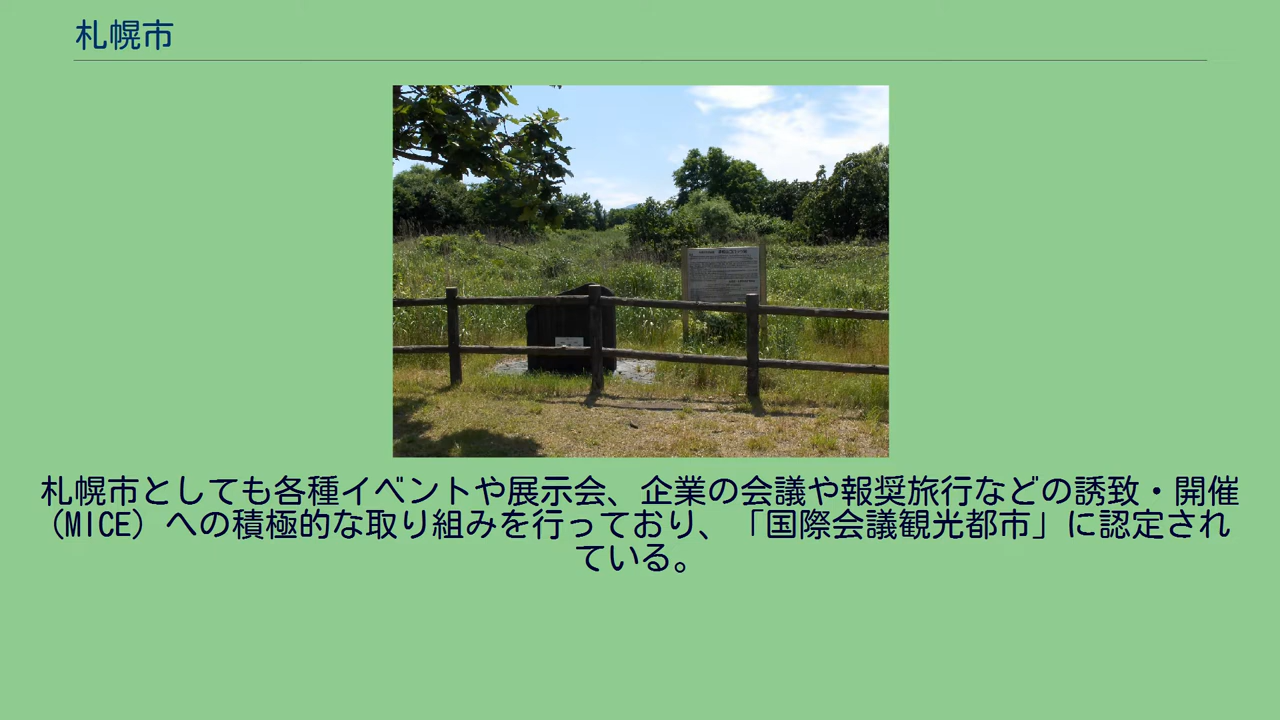 札幌市
札幌市としても各種イベントや展示会、企業の会議や報奨旅行などの誘致・開催
（MICE）への積極的な取り組みを行っており、「国際会議観光都市」に認定され
ている。